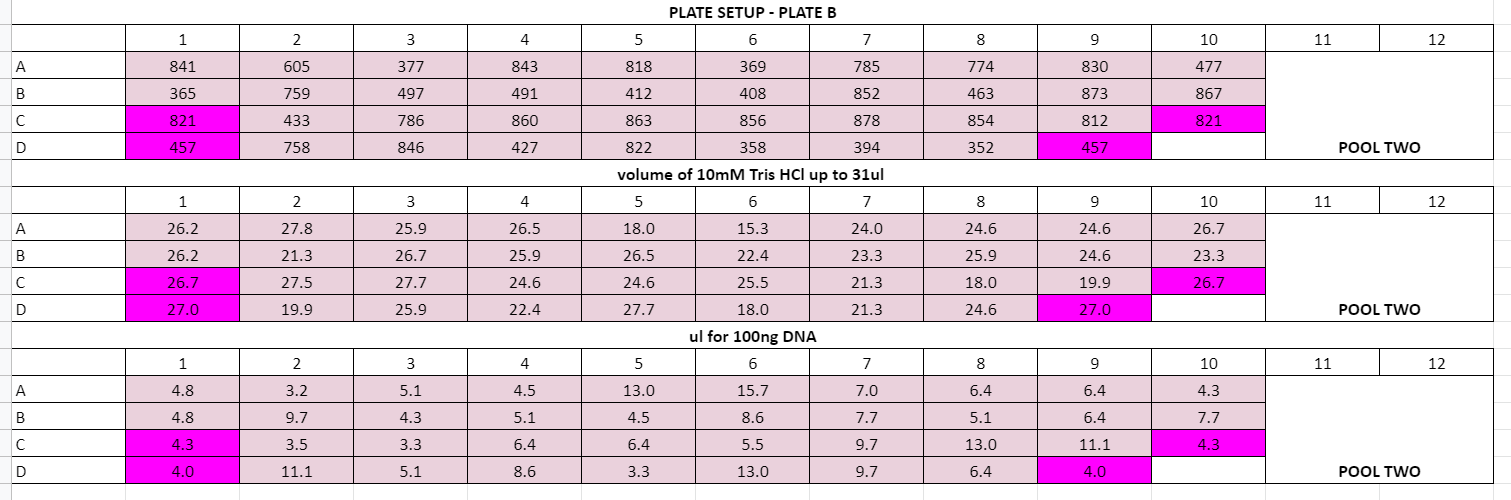 PLATE SETUP - PLATE B
1 2 3 4 5 6 7 8 9 10 11 12
A 841 605 377 843 818 369 785 774 830 477
B 365 759 497 491 412 408 852 463 873 867
C 821 433 786 860 863 856 878 854 812 821
D 457 758 846 427 822 358 394 352 457 POOL TWO
volume of 10mM Tris HCl up to 31ul
1 2 3 4 5 6 7 8 9 10 11 12
A 26.2 27.8 25.9 26.5 18.0 15.3 24.0 24.6 24.6 26.7
B 26.2 21.3 26.7 25.9 26.5 22.4 23.3 25.9 24.6 23.3
C 26.7 27.5 27.7 24.6 24.6 25.5 21.3 18.0 19.9 26.7
D 27.0 19.9 25.9 22.4 27.7 18.0 21.3 24.6 27.0 POOL TWO
ul for 100ng DNA
1 2 3 4 5 6 7 8 9 10 11 12
A 4.8 3.2 5.1 4.5 13.0 15.7 7.0 6.4 6.4 4.3
B 4.8 9.7 4.3 5.1 4.5 8.6 7.7 5.1 6.4 7.7
C 4.3 3.5 3.3 6.4 6.4 5.5 9.7 13.0 11.1 4.3
D 4.0 11.1 5.1 8.6 3.3 13.0 9.7 6.4 4.0 POOL TWO